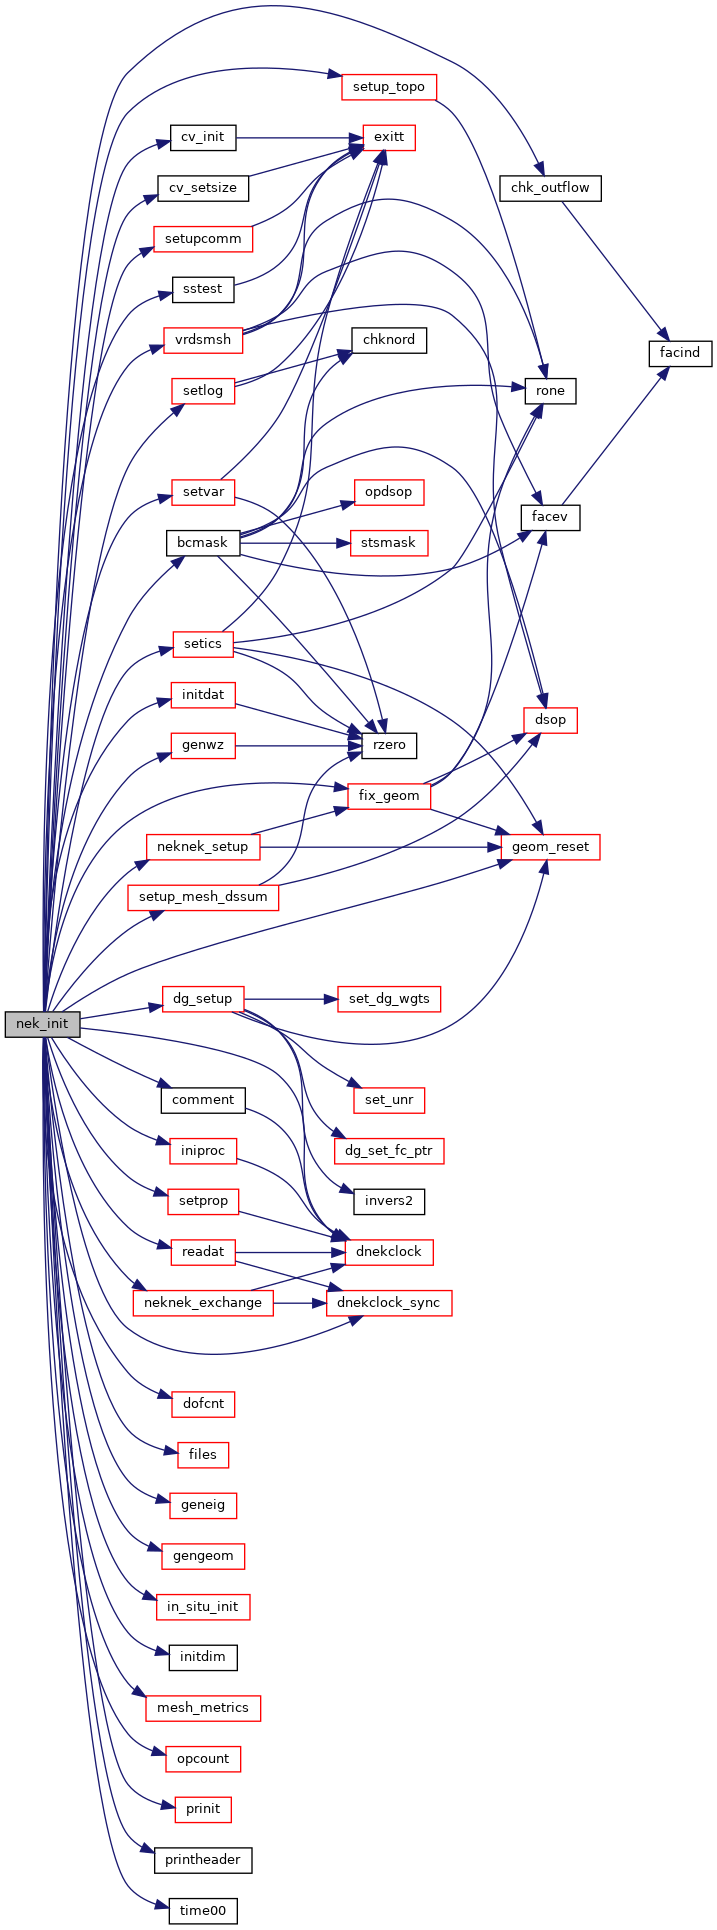 setup_topo
cv_init
exitt
cv_setsize
chk_outflow
setupcomm
sstest
vrdsmsh
chknord
facind
setlog
rone
setvar
opdsop
facev
bcmask
stsmask
setics
initdat
dsop
genwz
rzero
fix_geom
neknek_setup
geom_reset
setup_mesh_dssum
dg_setup
set_dg_wgts
nek_init
comment
set_unr
iniproc
dg_set_fc_ptr
setprop
invers2
readat
dnekclock
neknek_exchange
dnekclock_sync
dofcnt
files
geneig
gengeom
in_situ_init
initdim
mesh_metrics
opcount
prinit
printheader
time00